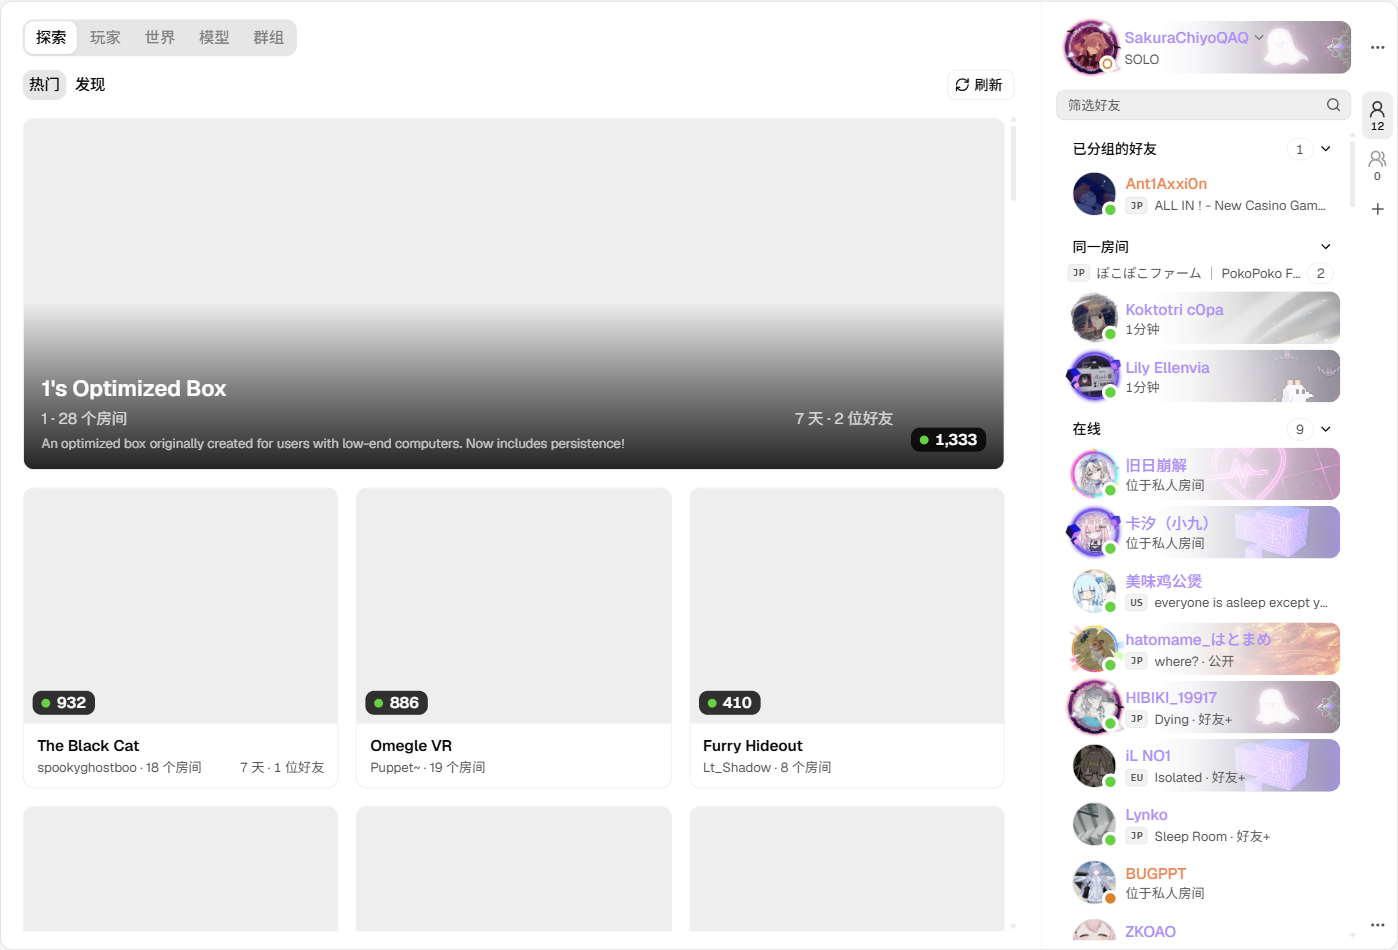 探索 玩家 世界 模型 群组
热门 发现
刷新
1's Optimized Box
1 · 28 个房间
7 天 · 2 位好友
An optimized box originally created for users with low-end computers. Now includes persistence!
1,333
932
The Black Cat
spookyghostboo · 18 个房间
7 天 · 1 位好友
886
Omegle VR
Puppet~ · 19 个房间
410
Furry Hideout
Lt_Shadow · 8 个房间
SakuraChiyoQAQ
SOLO
筛选好友
12
0
已分组的好友 1
Ant1Axxi0n
JP ALL IN ! - New Casino Gam...
同一房间
JP ぽこぽこファーム | PokoPoko F... 2
Koktotri c0pa
1分钟
Lily Ellenvia
1分钟
在线 9
旧日崩解
位于私人房间
卡汐（小九）
位于私人房间
美味鸡公煲
US everyone is asleep except y...
hatomame_はとまめ
JP where? · 公开
HIBIKI_19917
JP Dying · 好友+
iL NO1
EU Isolated · 好友+
Lynko
JP Sleep Room · 好友+
BUGPPT
位于私人房间
ZKOAO